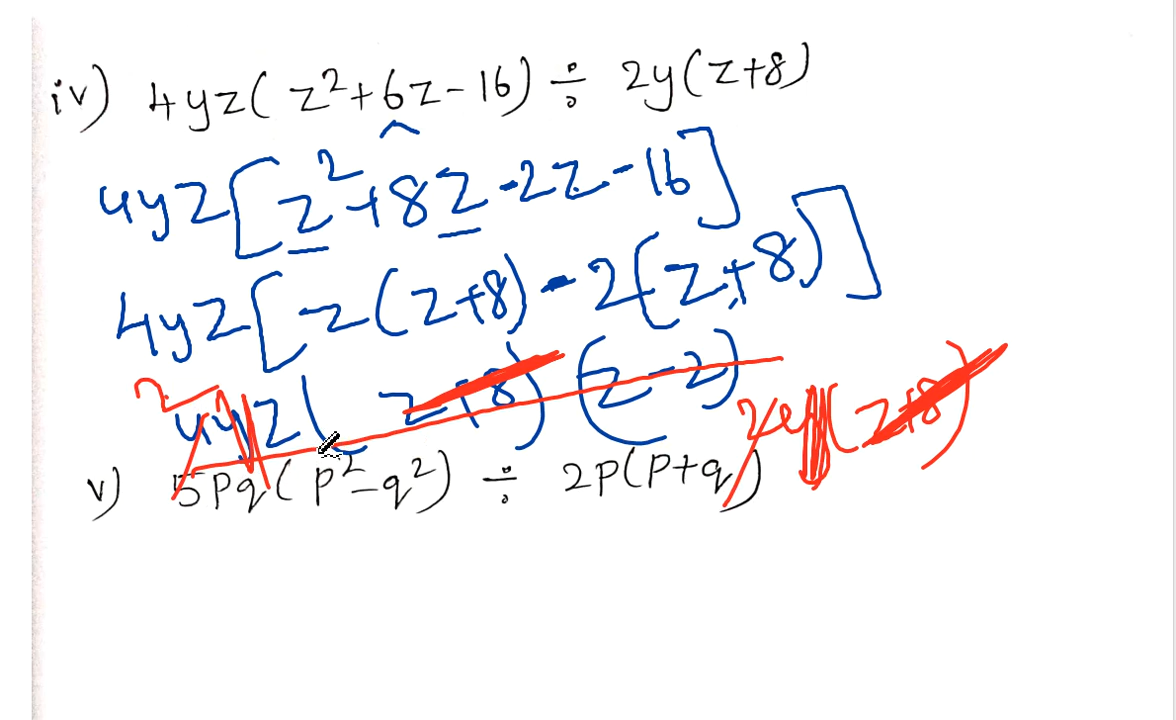 iv) 4yz( z²+6z-16) ÷ 2y(z+8)
4yz[z²+8z-2z-16]
4yz[z(z+8)-2(z+8)]
2
4yz( z+8) (z-2) 2y(z+8)
v) 5pq(p²-q²) ÷ 2p(p+q)